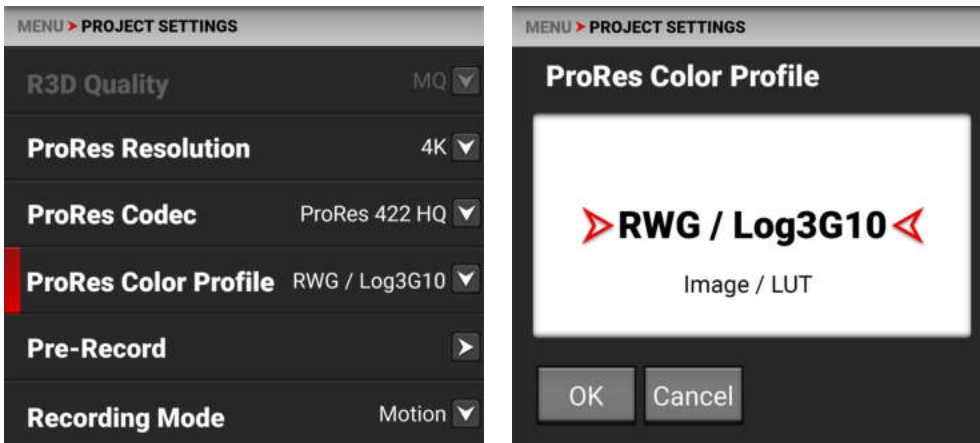 MENU > PROJECT SETTINGS
R3D Quality MQ
ProRes Resolution 4K
ProRes Codec ProRes 422 HQ
ProRes Color Profile RWG / Log3G10
Pre-Record
Recording Mode Motion
MENU > PROJECT SETTINGS
ProRes Color Profile
RWG / Log3G10
Image / LUT
OK Cancel